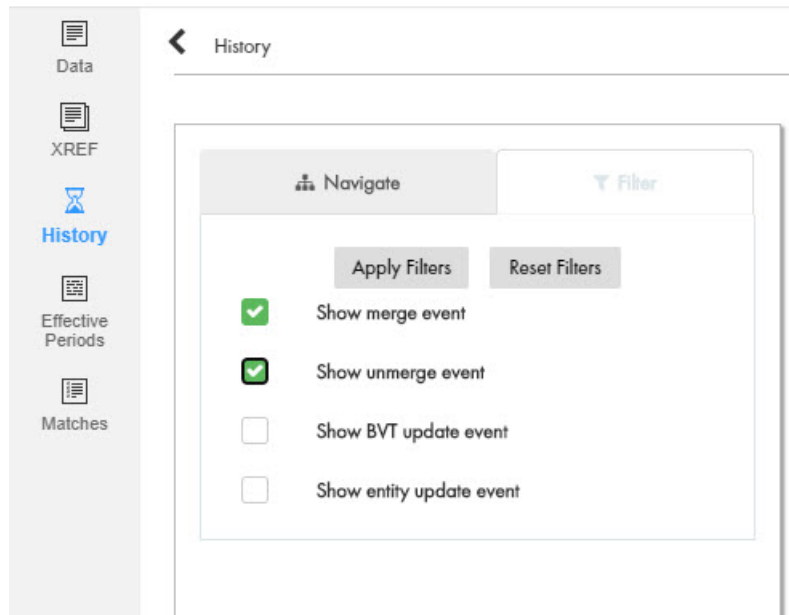 Data
XREF
History
Effective
Periods
Matches
History
Navigate
Filter
Apply Filters
Reset Filters
Show merge event
Show unmerge event
Show BVT update event
Show entity update event